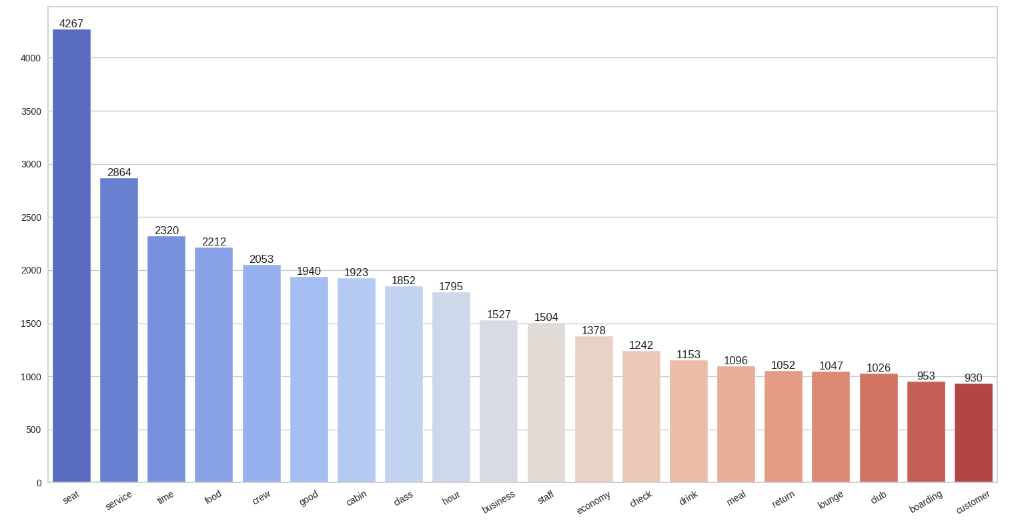 4267
2864
2320
2212
2053
1940
1923
1852
1795
1527
1504
1378
1242
1153
1096
1052
1047
1026
953
930
4000
3500
3000
2500
2000
1500
1000
500
0
seat
service
time
food
crew
good
cabin
class
hour
business
staff
economy
check
drink
meal
return
lounge
club
boarding
customer